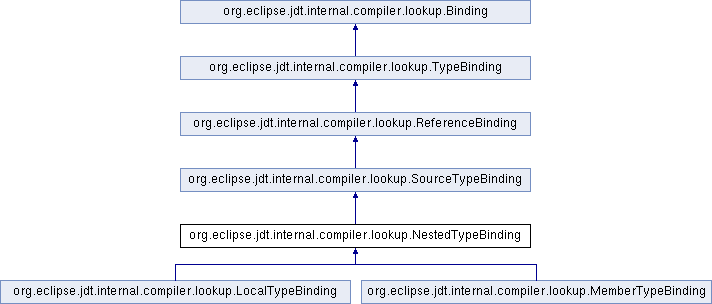 org.eclipse.jdt.internal.compiler.lookup.Binding
org.eclipse.jdt.internal.compiler.lookup.TypeBinding
org.eclipse.jdt.internal.compiler.lookup.ReferenceBinding
org.eclipse.jdt.internal.compiler.lookup.SourceTypeBinding
org.eclipse.jdt.internal.compiler.lookup.NestedTypeBinding
org.eclipse.jdt.internal.compiler.lookup.LocalTypeBinding
org.eclipse.jdt.internal.compiler.lookup.MemberTypeBinding